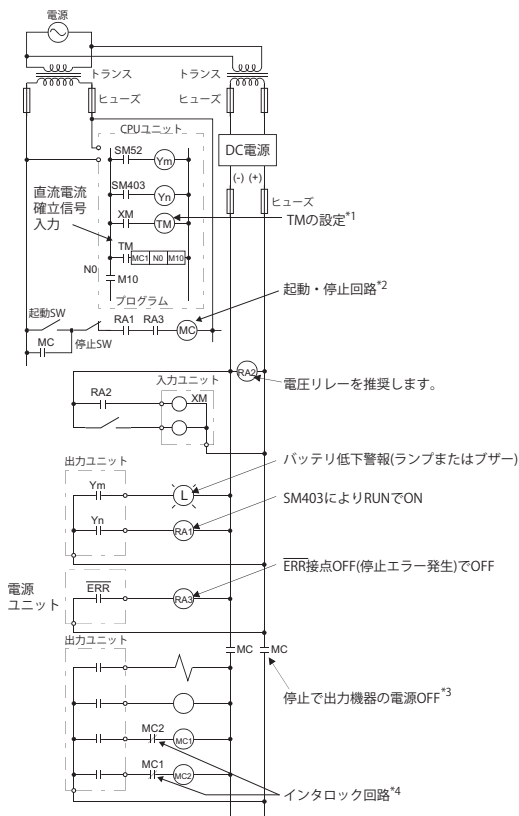 電源
トランス
トランス
ヒューズ
ヒューズ
CPUユニット
SM52
Ym
DC電源
(-) (+)
SM403
Yn
直流電流
確立信号
入力
XM
TM
ヒューズ
TMの設定*1
TM
MC1 N0 M10
N0
M10
プログラム
起動・停止回路*2
起動SW
停止SW
RA1
RA3
MC
MC
RA2
電圧リレーを推奨します。
入力ユニット
RA2
XM
出力ユニット
バッテリ低下警報(ランプまたはブザー)
Ym
L
SM403によりRUNでON
Yn
RA1
ERR接点OFF(停止エラー発生)でOFF
電源
ユニット
ERR
RA3
出力ユニット
MC
MC
停止で出力機器の電源OFF*3
MC2
MC1
MC1
MC2
インタロック回路*4